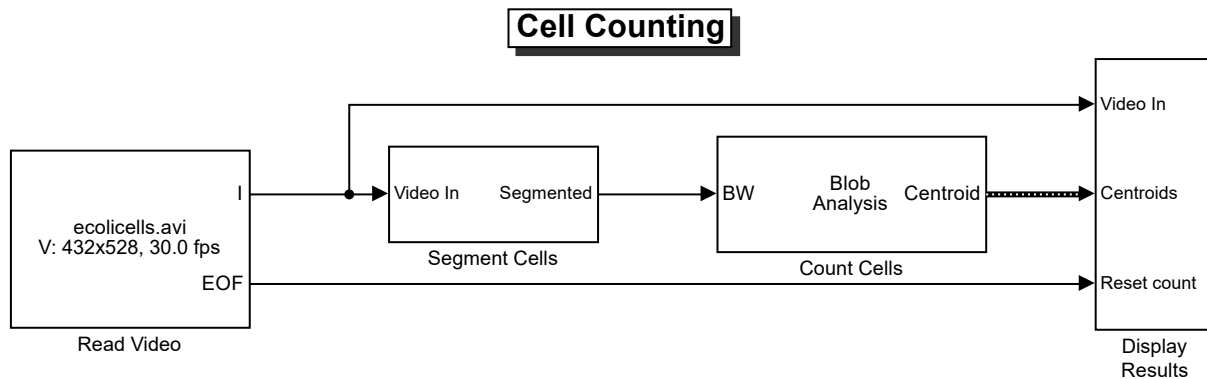 Cell Counting
Video In
I
Video In
Segmented
BW
Blob
Analysis
Centroid
Centroids
ecolicells.avi
V: 432x528, 30.0 fps
Segment Cells
Count Cells
EOF
Reset count
Read Video
Display
Results